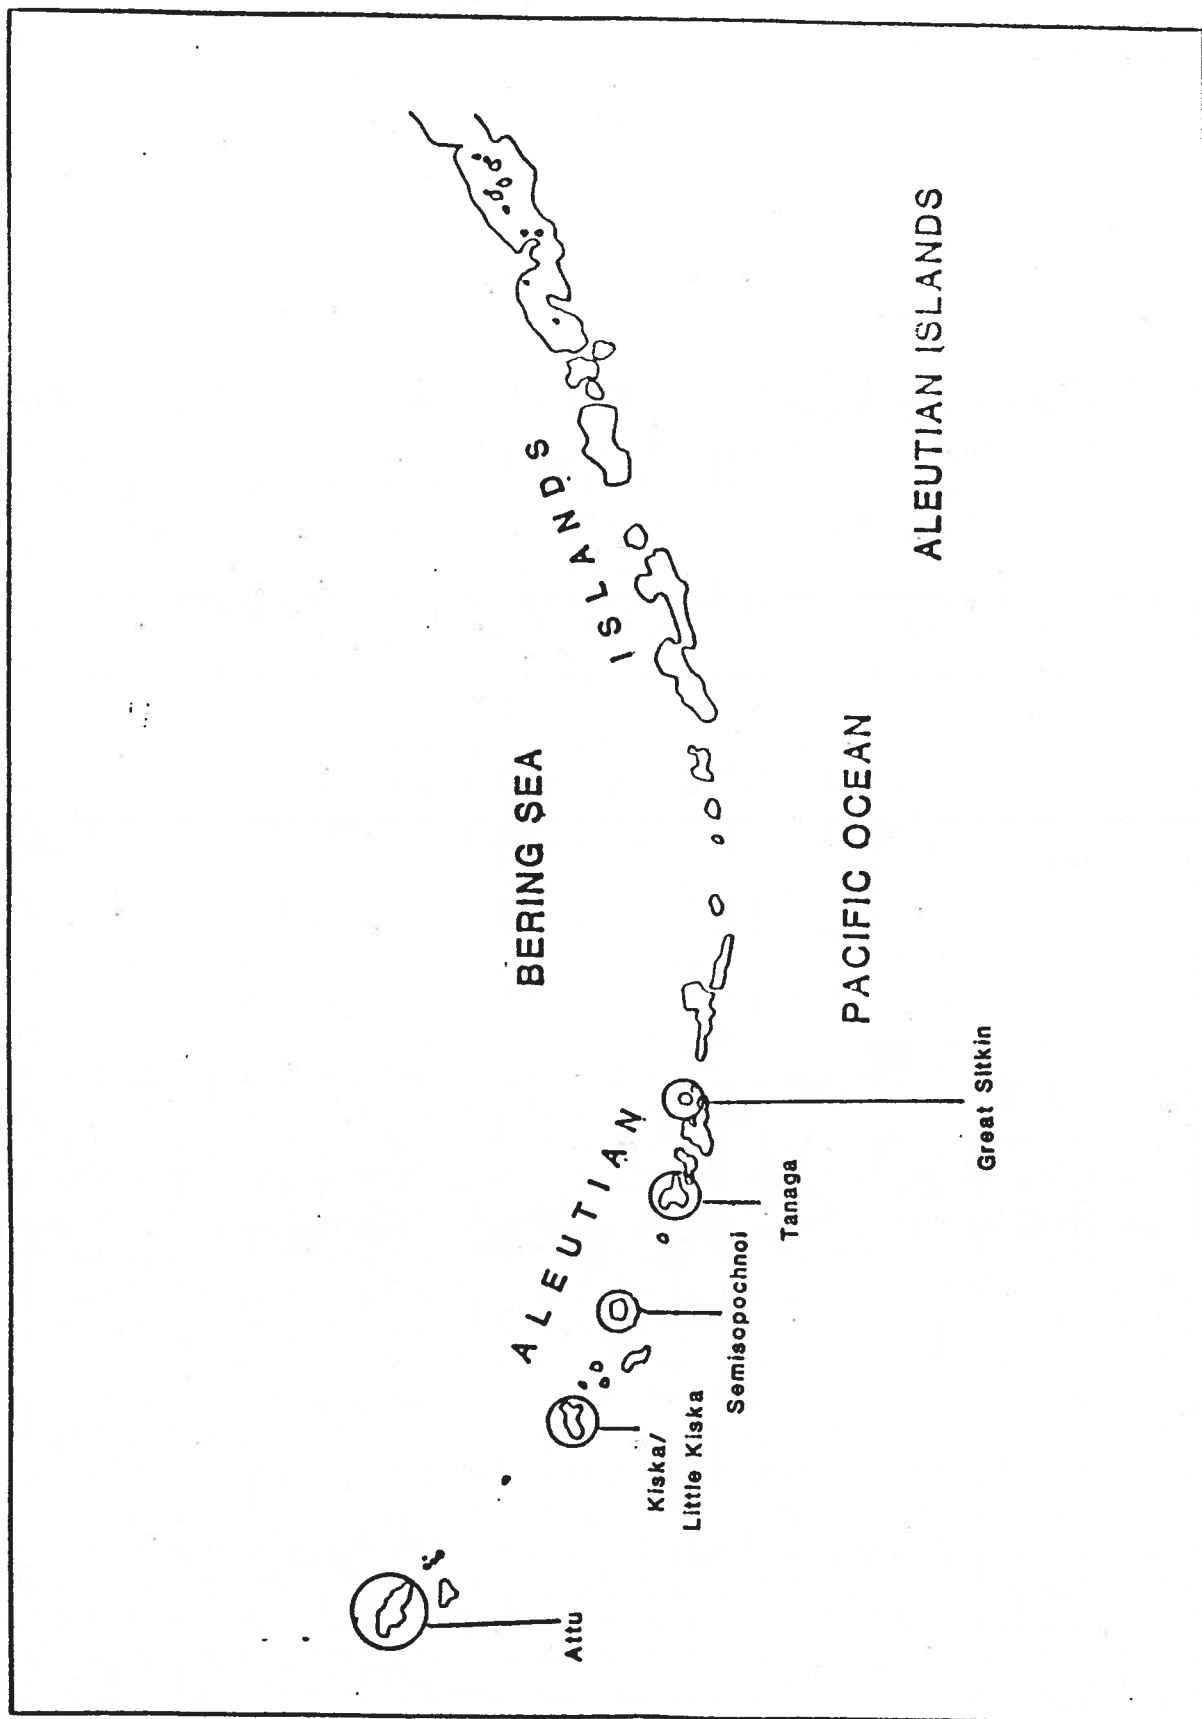 BERING SEA
ALEUTIAN ISLANDS
PACIFIC OCEAN
ALEUTIAN ISLANDS
Attu
Kiska/
Little Kiska
Semisopochnoi
Tanaga
Great Sitkin